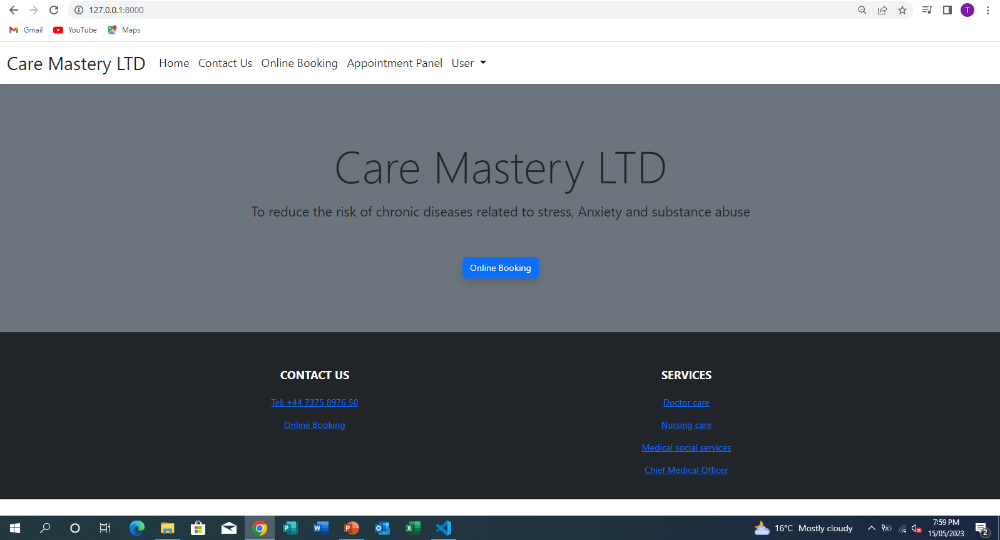 127.0.0.1:8000
Gmail YouTube Maps
Care Mastery LTD Home Contact Us Online Booking Appointment Panel User
Care Mastery LTD
To reduce the risk of chronic diseases related to stress, Anxiety and substance abuse
Online Booking
CONTACT US
Tel: +44 7375 8976 50
Online Booking
SERVICES
Doctor care
Nursing care
Medical social services
Chief Medical Officer
16°C Mostly cloudy
7:59 PM
15/05/2023
2